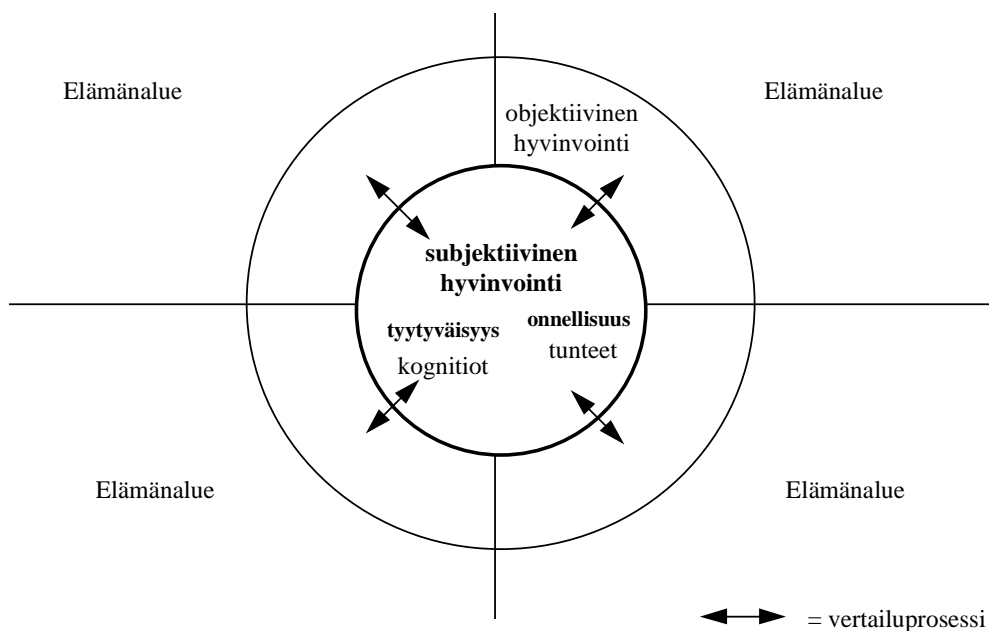 Elämänalue
Elämänalue
objektiivinen
hyvinvointi
subjektiivinen
hyvinvointi
tyytyväisyys
kognitiot
onnellisuus
tunteet
Elämänalue
Elämänalue
= vertailuprosessi